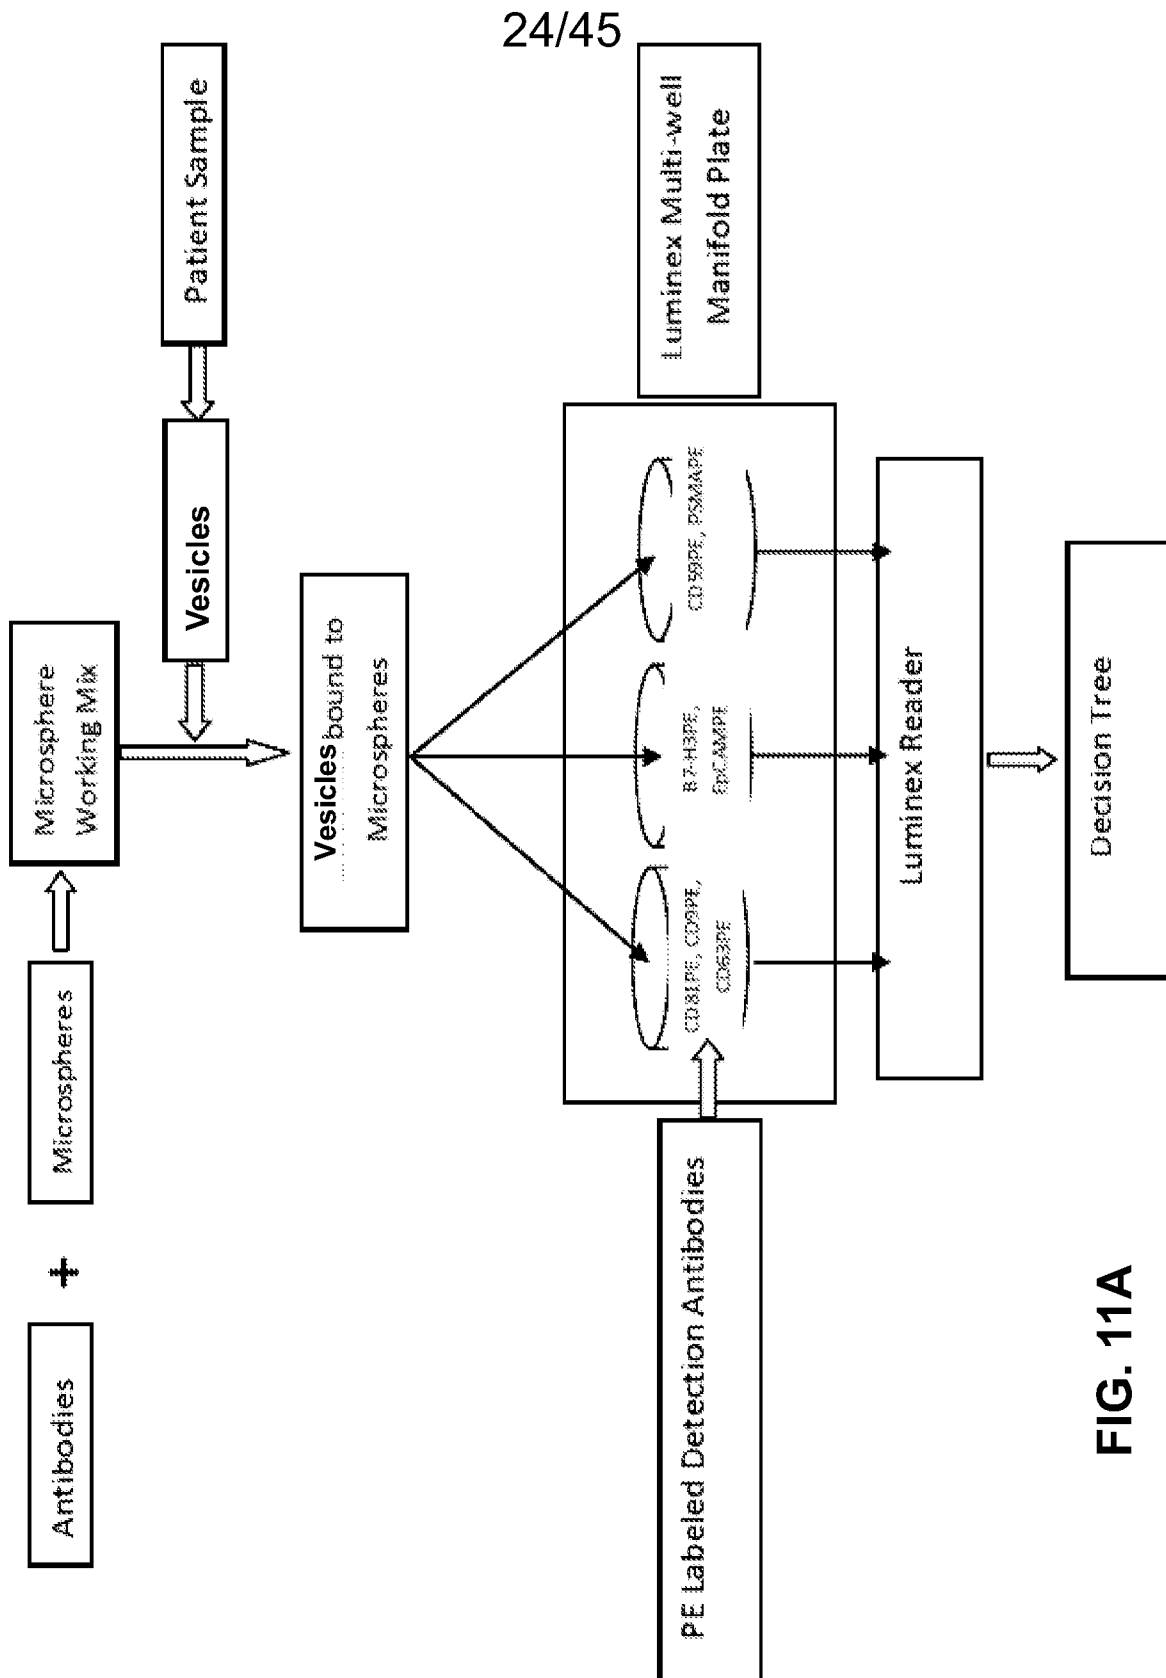 24/45
Antibodies
+
Microspheres
Microsphere
Working Mix
Patient Sample
Vesicles
Vesicles bound to
Microspheres
Luminex Multi-well
Manifold Plate
PE Labeled Detection Antibodies
CD81PE, CD9PE,
CD63PE
B7-H3PE,
EpCAMPE
CD59PE, PSMAPE
Luminex Reader
Decision Tree
FIG. 11A